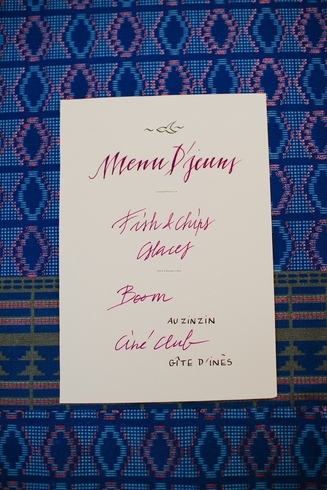 Menu D'jeuns
Fish & Chips
Glaces
Boom
AU ZINZIN
Ciné Club
GÎTE D'INÈS